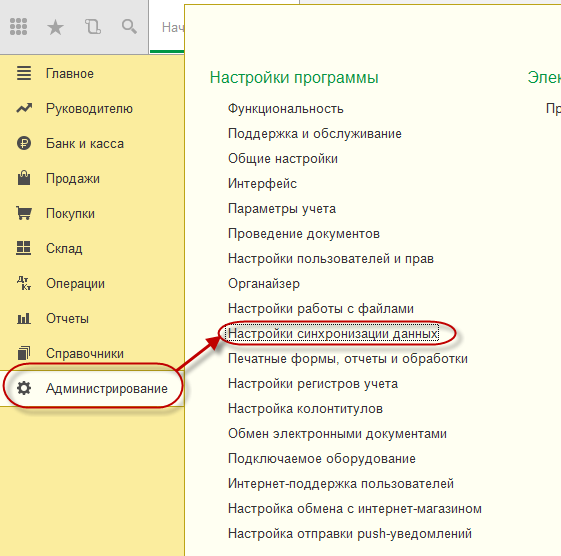 Нач
Главное
Руководителю
Банк и касса
Продажи
Покупки
Склад
Дт
Кт
Операции
Отчеты
Справочники
Администрирование
Настройки программы
Функциональность
Поддержка и обслуживание
Общие настройки
Интерфейс
Параметры учета
Проведение документов
Настройки пользователей и прав
Органайзер
Настройки работы с файлами
Настройки синхронизации данных
Печатные формы, отчеты и обработки
Настройки регистров учета
Настройка колонтитулов
Обмен электронными документами
Подключаемое оборудование
Интернет-поддержка пользователей
Настройка обмена с интернет-магазином
Настройка отправки push-уведомлений
Элек
Пр